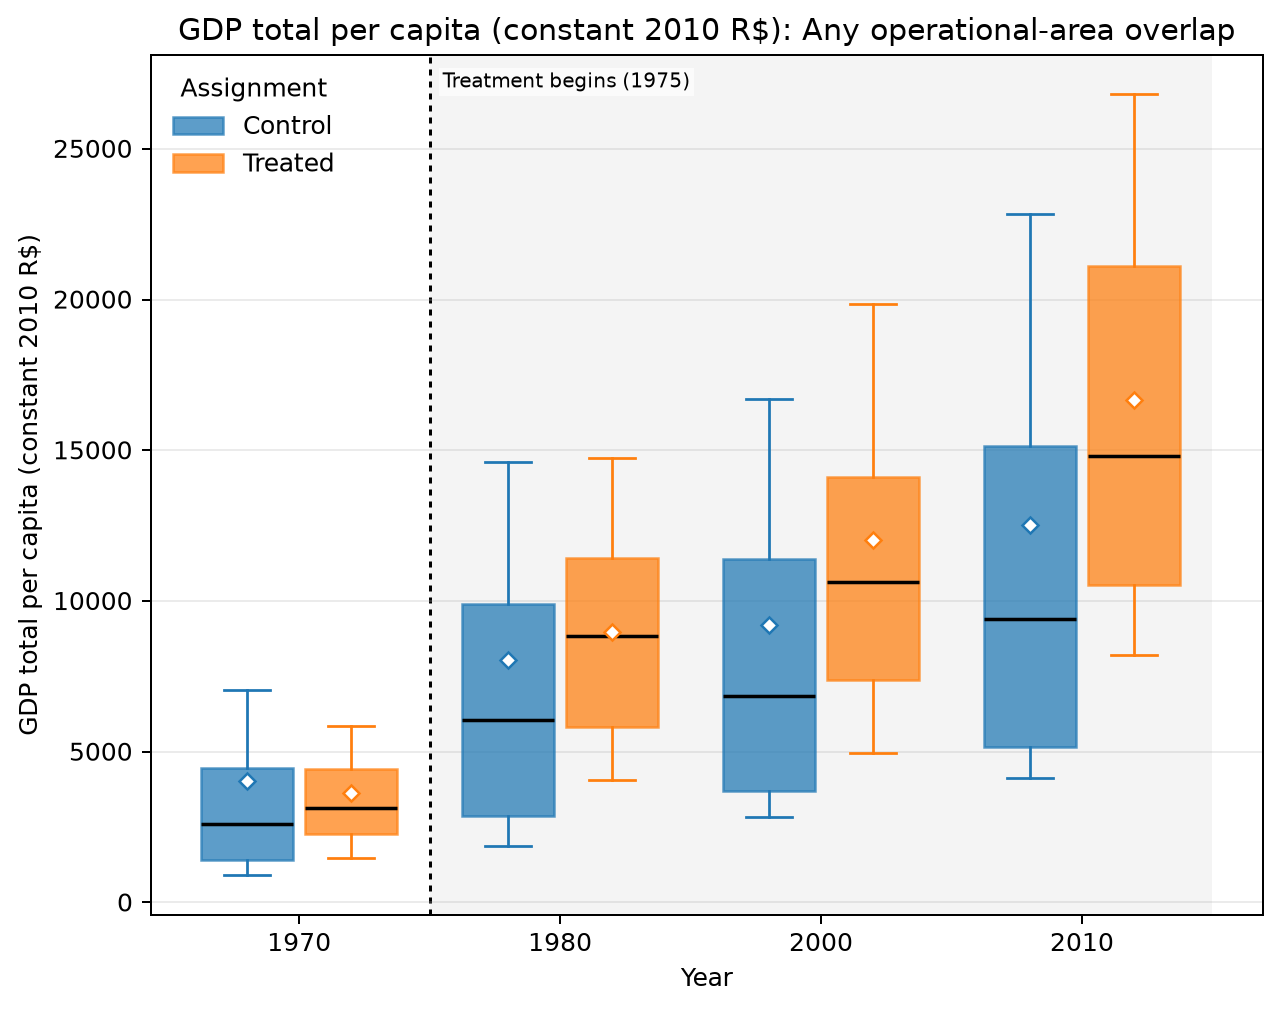 GDP total per capita (constant 2010 R$): Any operational-area overlap
Treatment begins (1975)
Assignment
Control
Treated
GDP total per capita (constant 2010 R$)
25000
20000
15000
10000
5000
0
1970 1980 2000 2010
Year